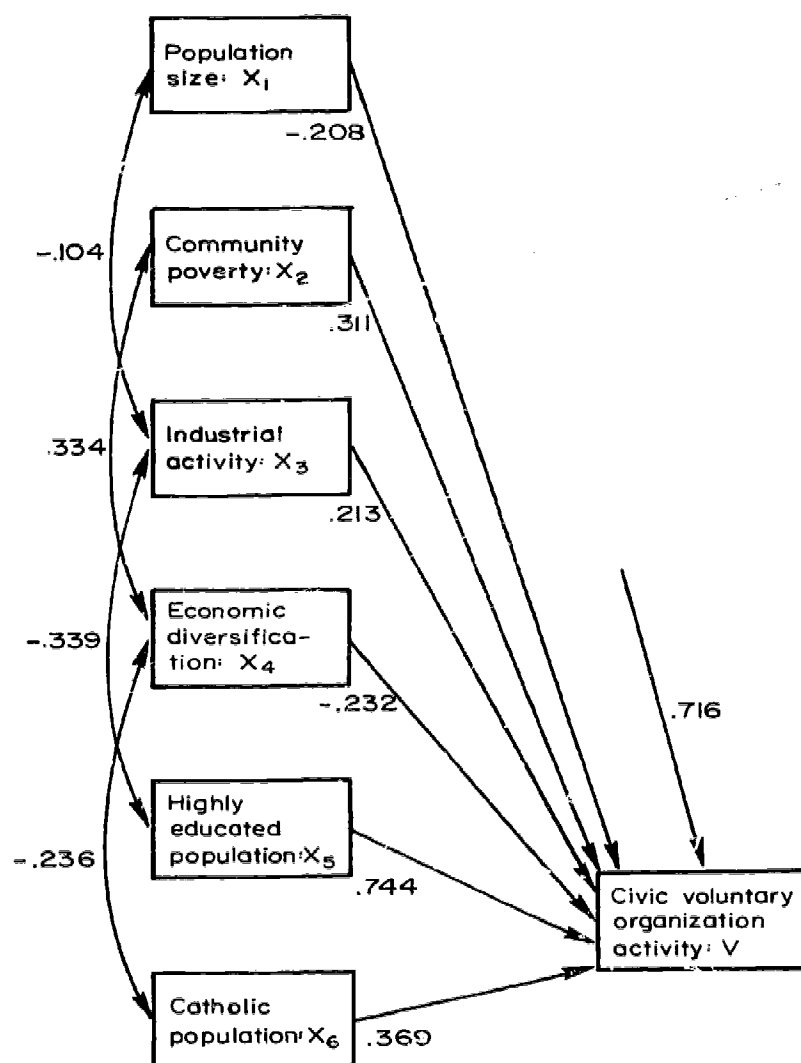 Population
size: X1
-.208
-.104
Community
poverty: X2
.311
.334
Industrial
activity: X3
.213
-.339
Economic
diversifica-
tion: X4
-.232
.716
-.236
Highly
educated
population: X5
.744
Civic voluntary
organization
activity: V
Catholic
population: X6
.369